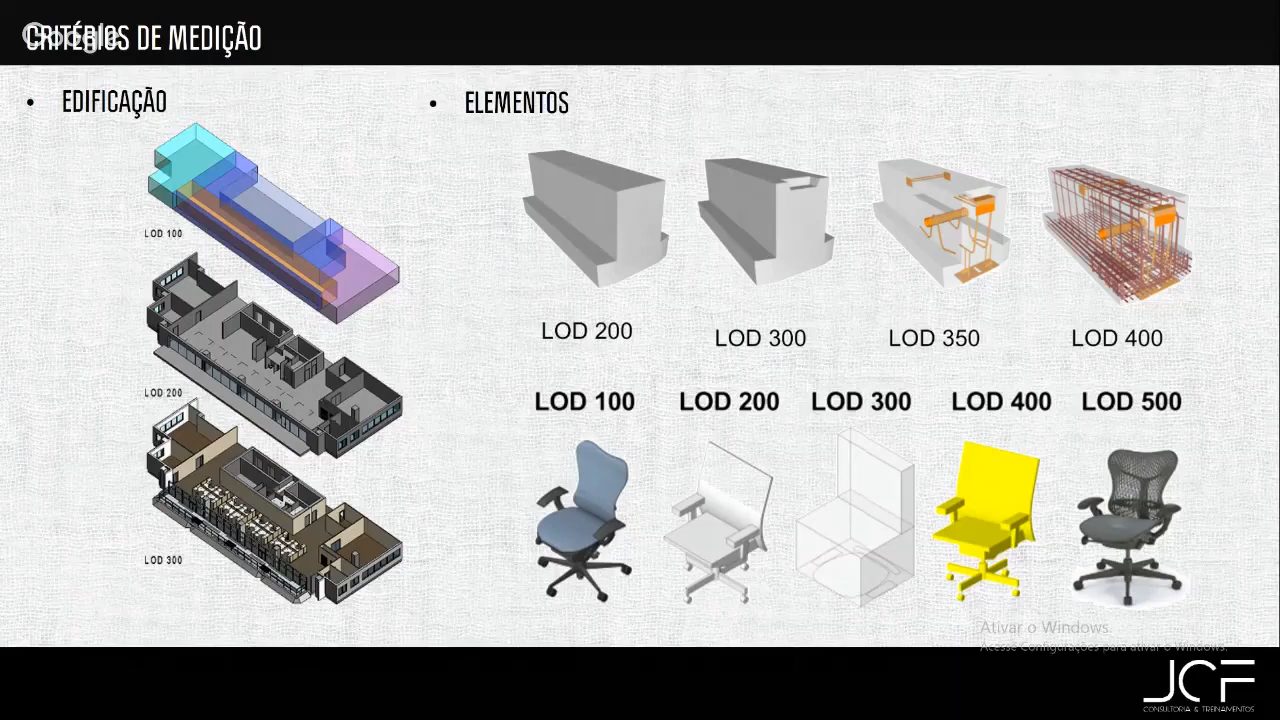 CRITÉRIOS DE MEDIÇÃO
Google
• EDIFICAÇÃO
• ELEMENTOS
LOD 100
LOD 200
LOD 300
LOD 200
LOD 300
LOD 350
LOD 400
LOD 100
LOD 200
LOD 300
LOD 400
LOD 500
Ativar o Windows.
Acesse Configurações para ativar o Windows.
JCF
CONSULTORIA & TREINAMENTOS